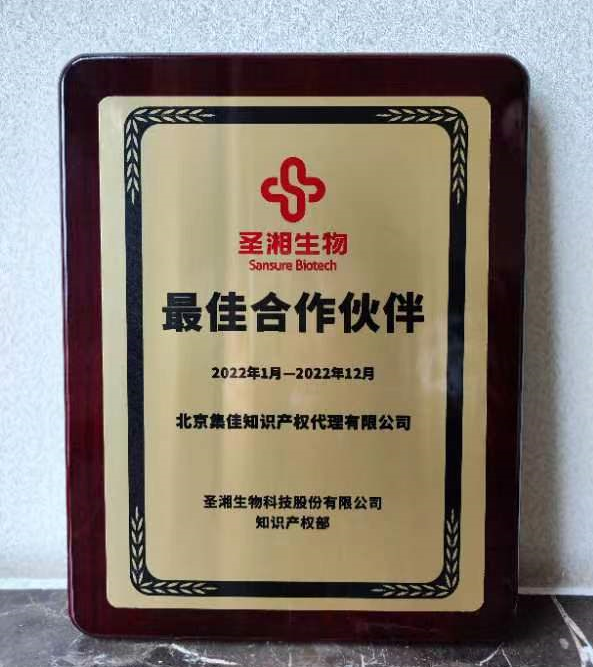 圣湘生物
Sansure Biotech
最佳合作伙伴
2022年1月—2022年12月
北京集佳知识产权代理有限公司
圣湘生物科技股份有限公司
知识产权部